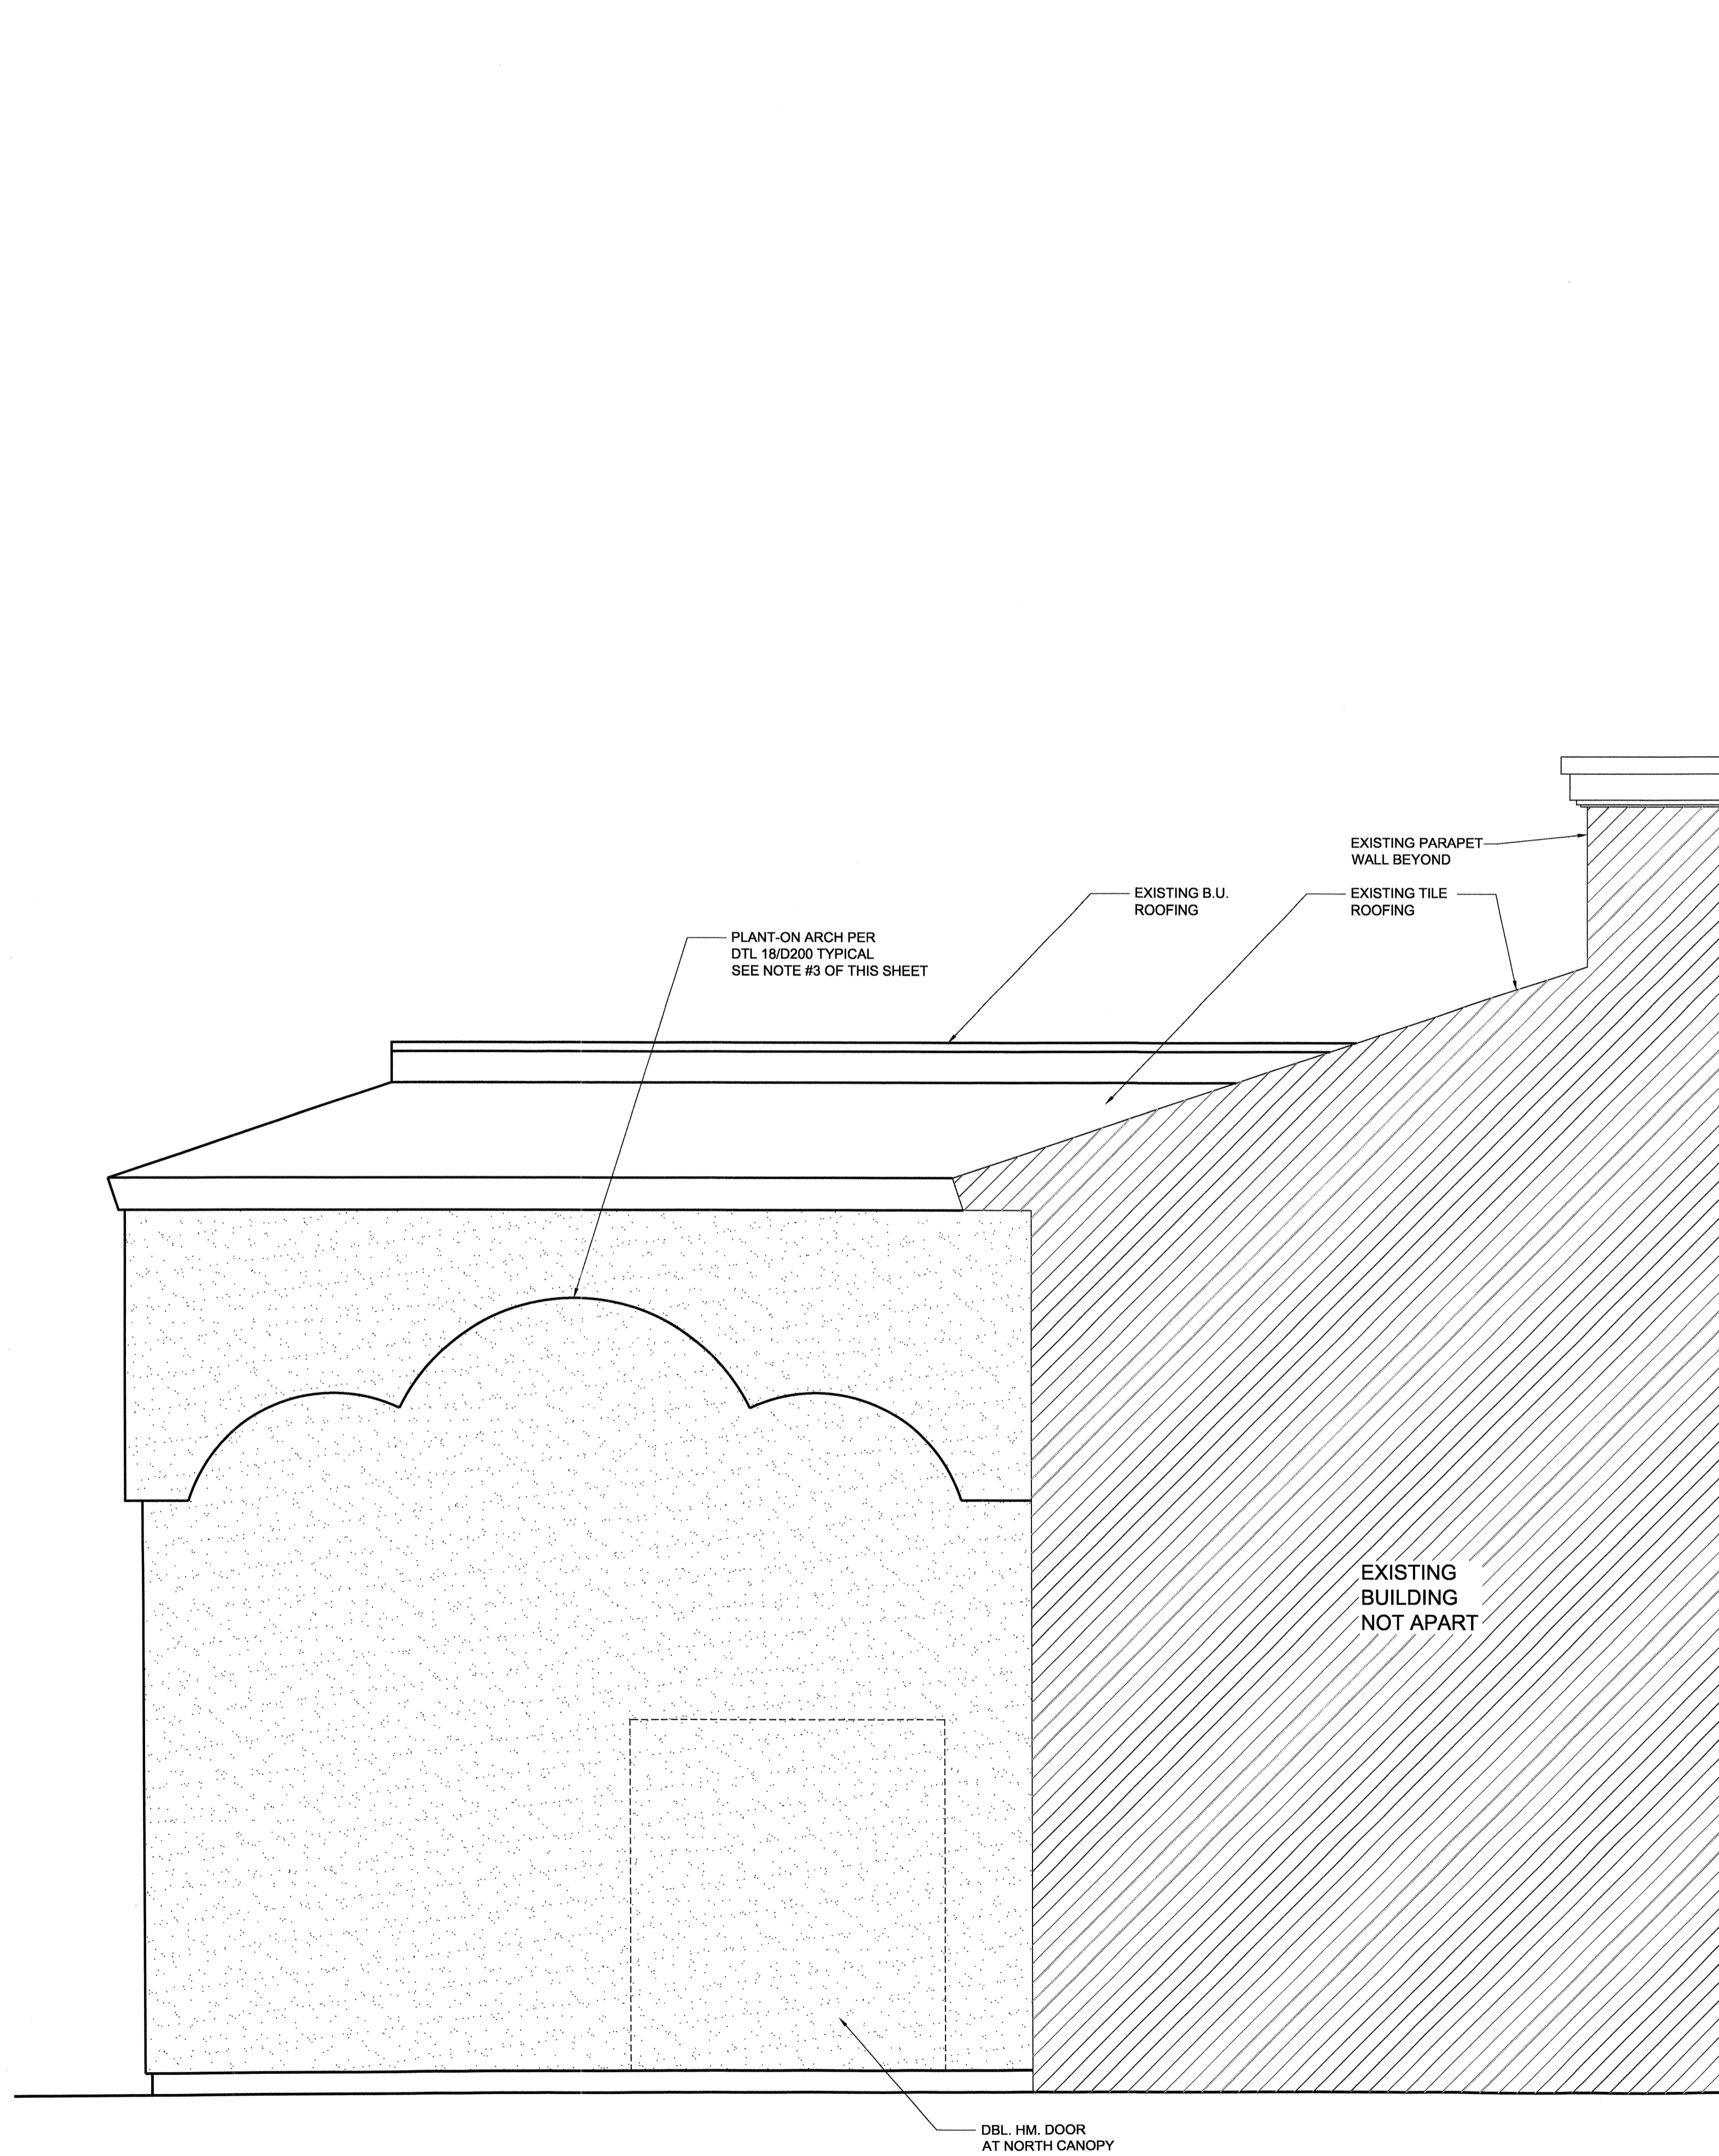 EXISTING PARAPET
WALL BEYOND
EXISTING B.U.
ROOFING
EXISTING TILE
ROOFING
PLANT-ON ARCH PER
DTL 18/D200 TYPICAL
SEE NOTE #3 OF THIS SHEET
EXISTING
BUILDING
NOT APART
DBL. HM. DOOR
AT NORTH CANOPY